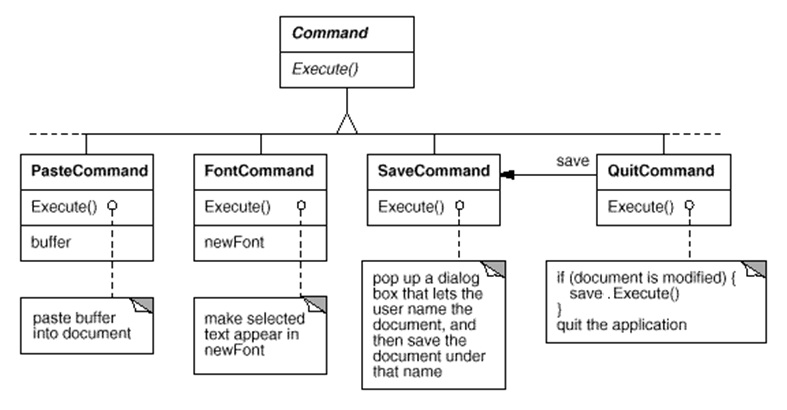 Command
Execute()
save
PasteCommand
Execute()
buffer
FontCommand
Execute()
newFont
SaveCommand
Execute()
QuitCommand
Execute()
paste buffer
into document
make selected
text appear in
newFont
pop up a dialog
box that lets the
user name the
document, and
then save the
document under
that name
if (document is modified) {
save . Execute()
}
quit the application